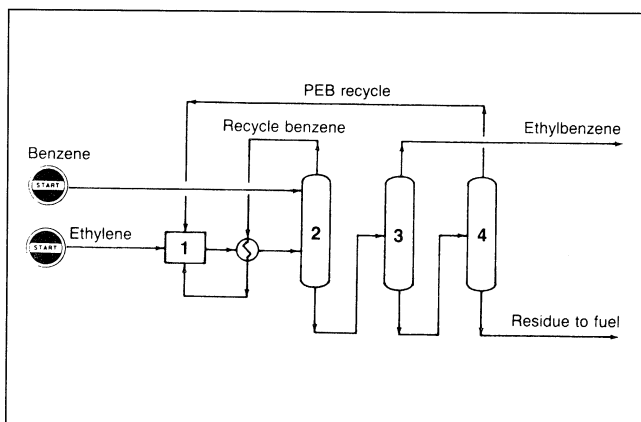 PEB recycle
Recycle benzene
Ethylbenzene
Benzene
START
Ethylene
START
1
2
3
4
Residue to fuel